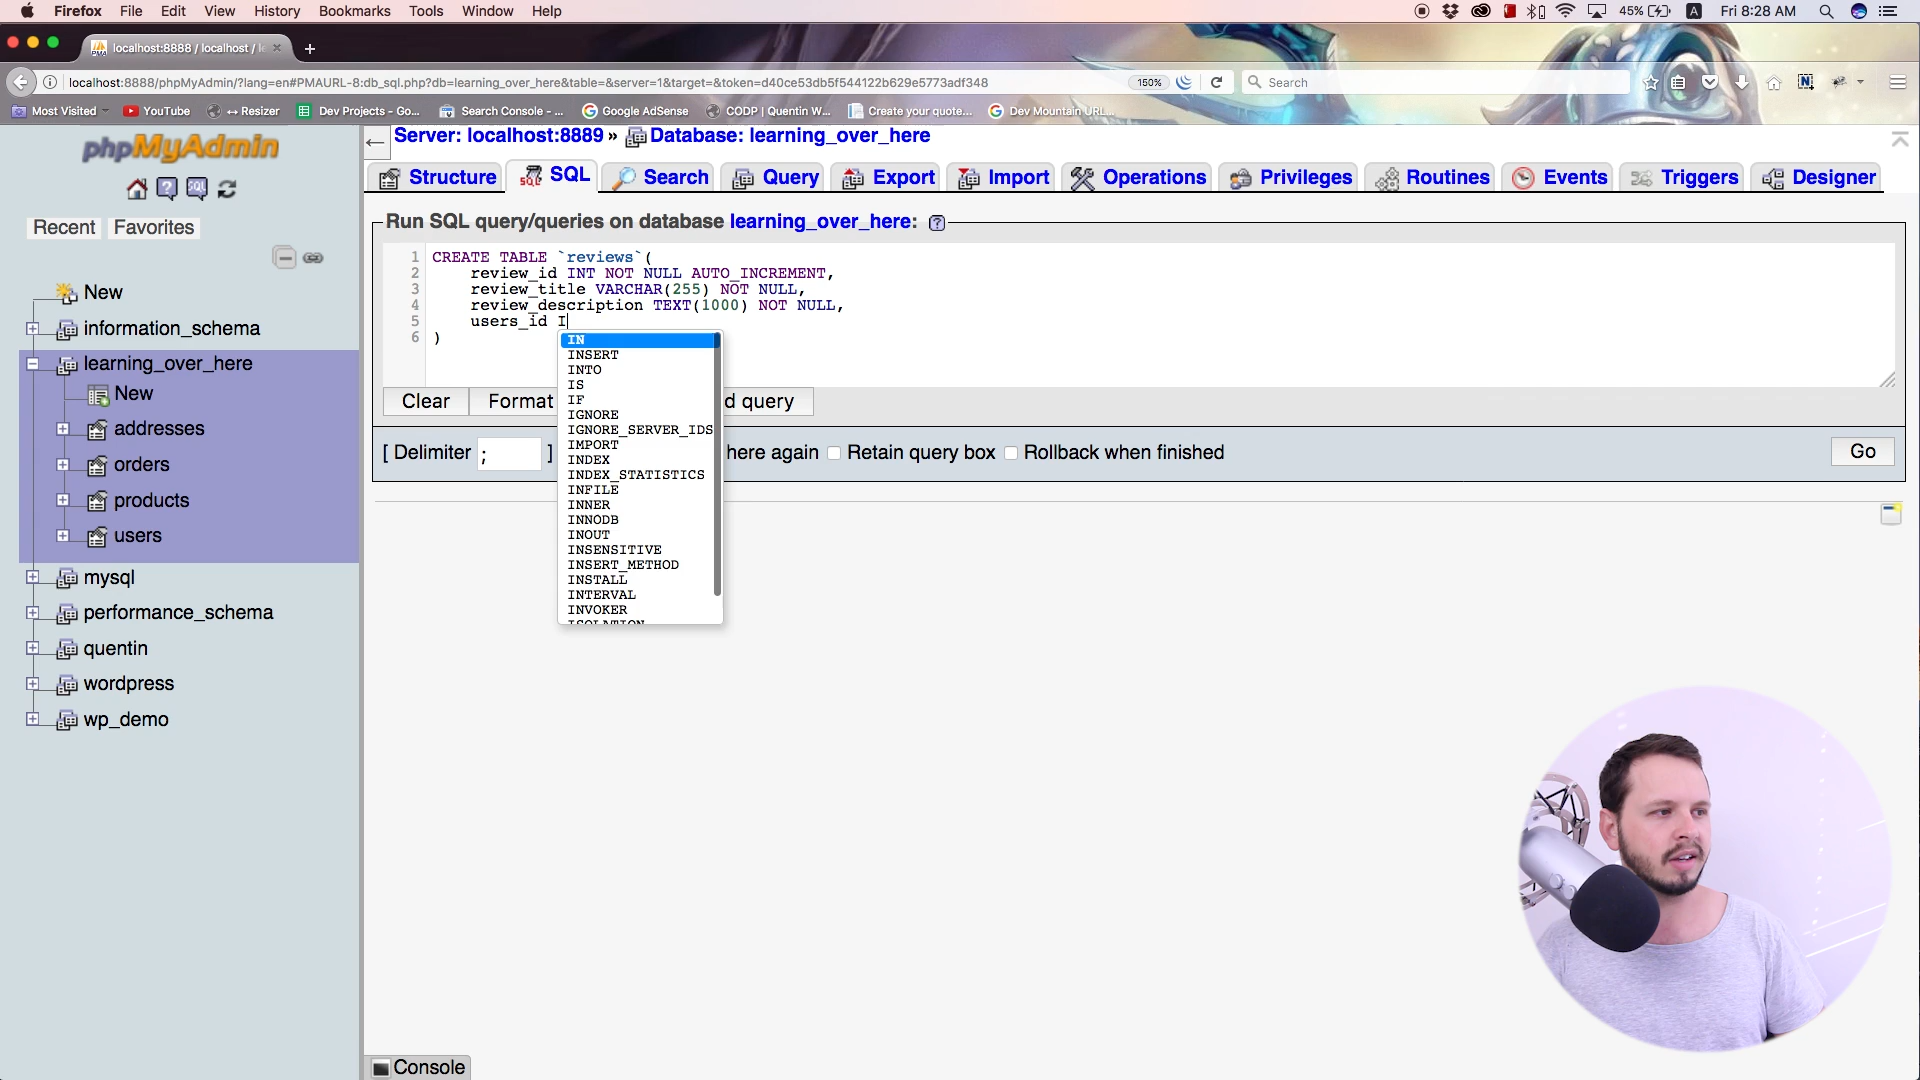 Firefox File Edit View History Bookmarks Tools Window Help 45% A Fri 8:28 AM
localhost:8888 / localhost / l
localhost:8888/phpMyAdmin/?lang=en#PMAURL-8:db_sql.php?db=learning_over_here&table=&server=1&target=&token=d40ce53db5f544122b629e5773adf348 150% Search
Most Visited YouTube ↔ Resizer Dev Projects - Go... Search Console - ... Google AdSense CODP | Quentin W... Create your quote... Dev Mountain URL...
phpMyAdmin
Recent Favorites
New
information_schema
learning_over_here
New
addresses
orders
products
users
mysql
performance_schema
quentin
wordpress
wp_demo
Server: localhost:8889 » Database: learning_over_here
Structure SQL Search Query Export Import Operations Privileges Routines Events Triggers Designer
Run SQL query/queries on database learning_over_here:
1 CREATE TABLE `reviews`(
2 review_id INT NOT NULL AUTO_INCREMENT,
3 review_title VARCHAR(255) NOT NULL,
4 review_description TEXT(1000) NOT NULL,
5 users_id I
6 )
IN
INSERT
INTO
IS
IF
IGNORE
IGNORE_SERVER_IDS
IMPORT
INDEX
INDEX_STATISTICS
INFILE
INNER
INNODB
INOUT
INSENSITIVE
INSERT_METHOD
INSTALL
INTERVAL
INVOKER
ISOLATION
Clear Format d query
[ Delimiter ; ] here again Retain query box Rollback when finished Go
Console